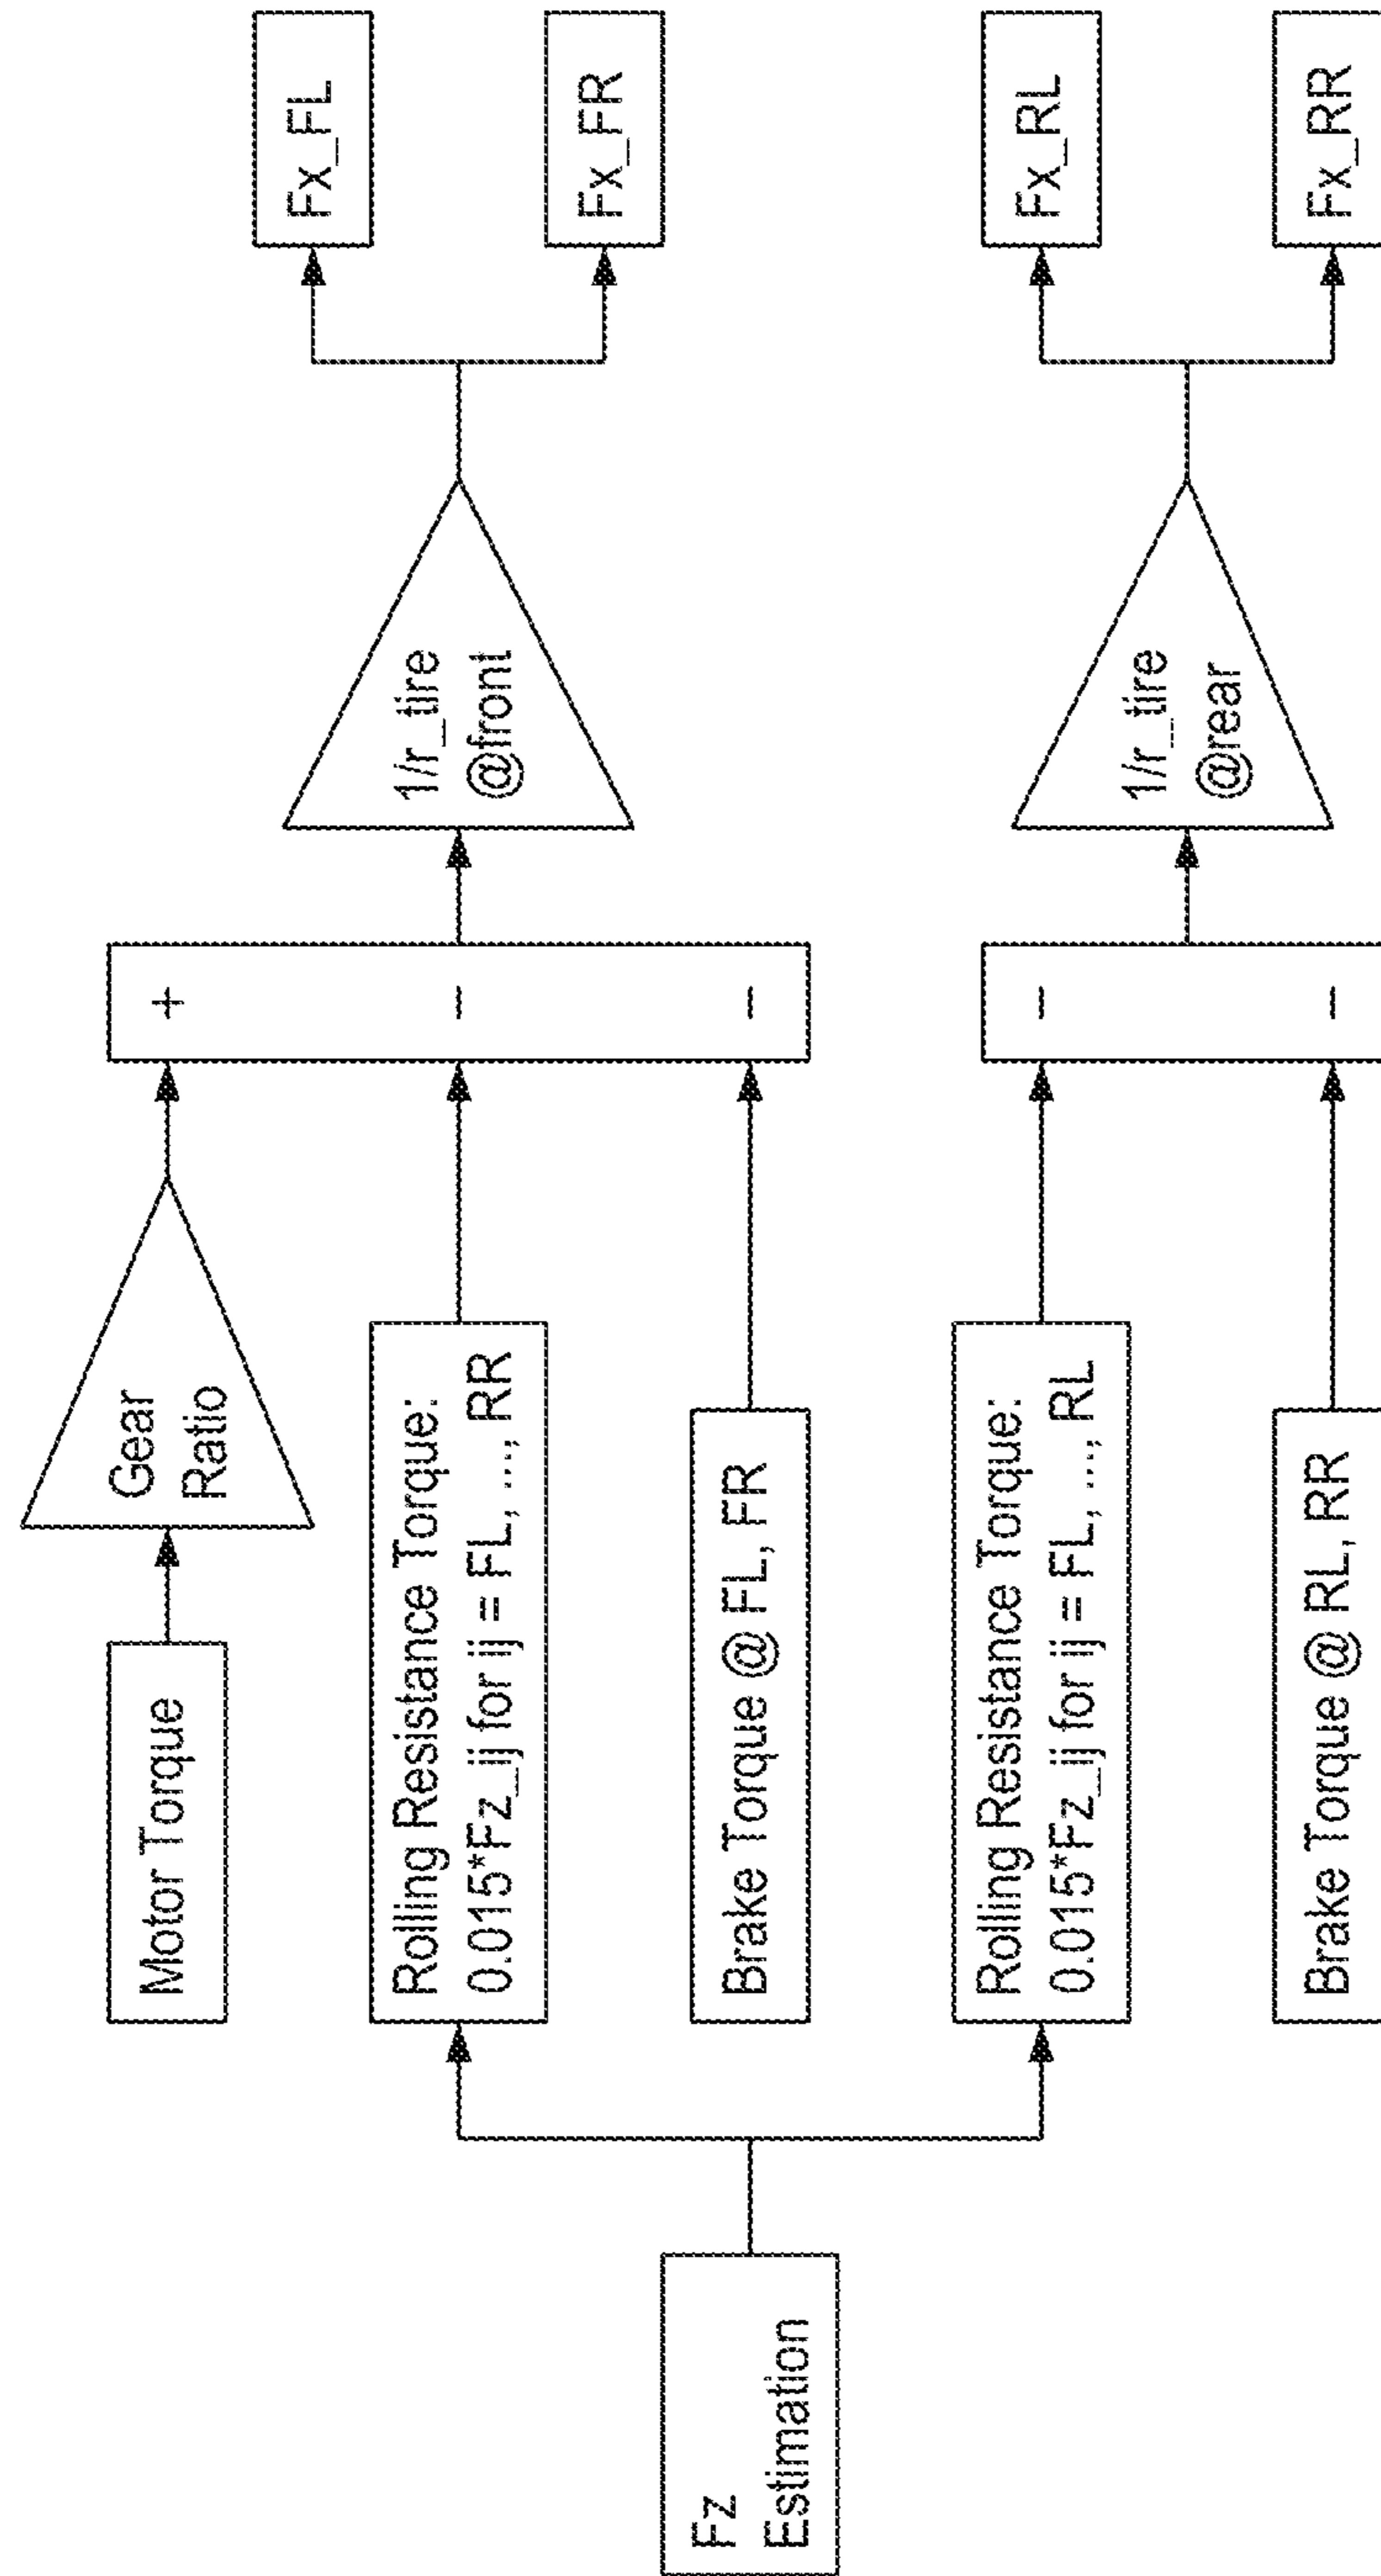 Fz
Estimation
Motor Torque
Gear
Ratio
Rolling Resistance Torque:
0.015*Fz_ij for ij = FL, ..., RR
Brake Torque @ FL, FR
Rolling Resistance Torque:
0.015*Fz_ij for ij = FL, ..., RL
Brake Torque @ RL, RR
+
−
−
−
−
1/r_tire
@front
1/r_tire
@rear
Fx_FL
Fx_FR
Fx_RL
Fx_RR